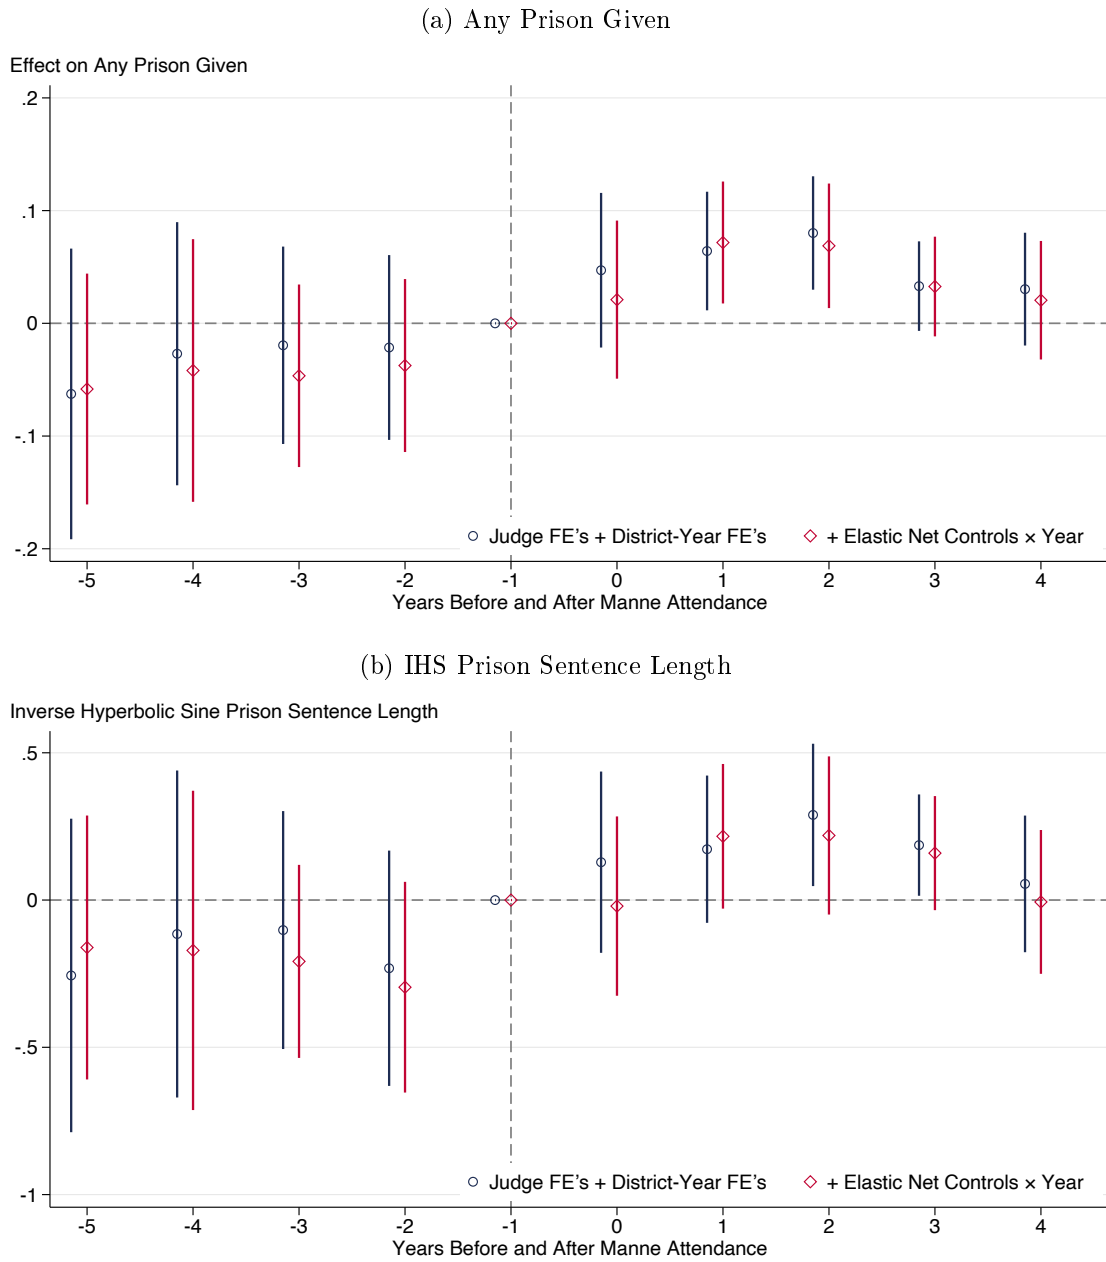 (a) Any Prison Given
Effect on Any Prison Given
.2
.1
0
-.1
-.2
Judge FE's + District-Year FE's
+ Elastic Net Controls × Year
-5 -4 -3 -2 -1 0 1 2 3 4
Years Before and After Manne Attendance
(b) IHS Prison Sentence Length
Inverse Hyperbolic Sine Prison Sentence Length
.5
0
-.5
-1
Judge FE's + District-Year FE's
+ Elastic Net Controls × Year
-5 -4 -3 -2 -1 0 1 2 3 4
Years Before and After Manne Attendance